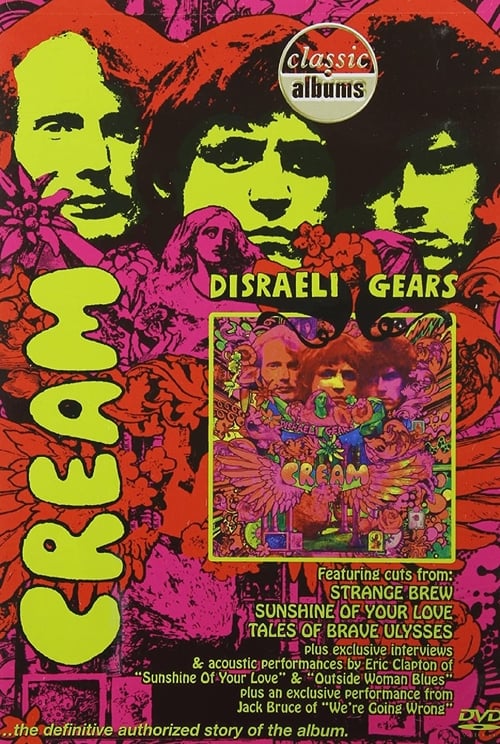 classic
albums
DISRAELI GEARS
CREAM
DISRAELI GEARS
CREAM
Featuring cuts from:
STRANGE BREW
SUNSHINE OF YOUR LOVE
TALES OF BRAVE ULYSSES
plus exclusive interviews
& acoustic performances by Eric Clapton of
"Sunshine Of Your Love" & "Outside Woman Blues"
plus an exclusive performance from
Jack Bruce of "We're Going Wrong"
..the definitive authorized story of the album.
DVD